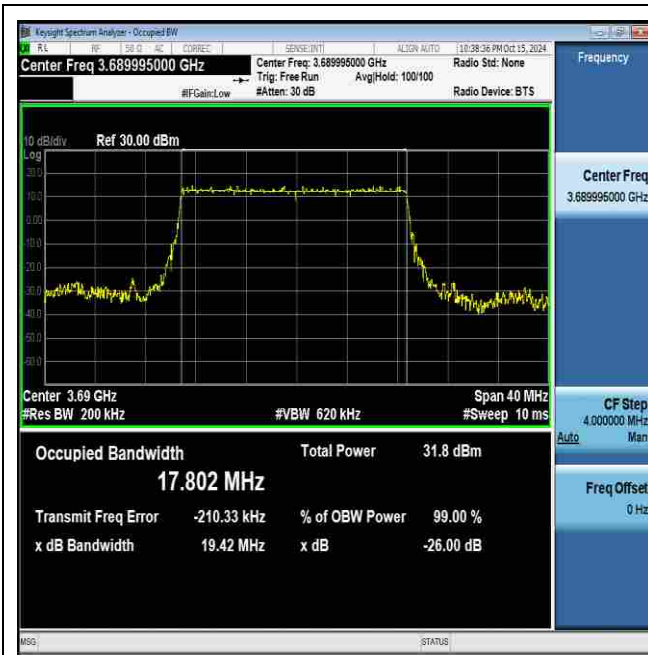 Keysight Spectrum Analyzer - Occupied BW
RL RF 50 Ω AC CORREC SENSE:INT ALIGN AUTO 10:38:36 PM Oct 15, 2024
Center Freq 3.689995000 GHz
Center Freq: 3.689995000 GHz Radio Std: None
Trig: Free Run Avg|Hold: 100/100
#IFGain:Low #Atten: 30 dB Radio Device: BTS
10 dB/div Ref 30.00 dBm
Log
20.0
10.0
0.00
-10.0
-20.0
-30.0
-40.0
-50.0
-60.0
Center 3.69 GHz Span 40 MHz
#Res BW 200 kHz #VBW 620 kHz #Sweep 10 ms
Occupied Bandwidth Total Power 31.8 dBm
17.802 MHz
Transmit Freq Error -210.33 kHz % of OBW Power 99.00 %
x dB Bandwidth 19.42 MHz x dB -26.00 dB
MSG STATUS
Frequency
Center Freq
3.689995000 GHz
CF Step
4.000000 MHz
Auto Man
Freq Offset
0 Hz